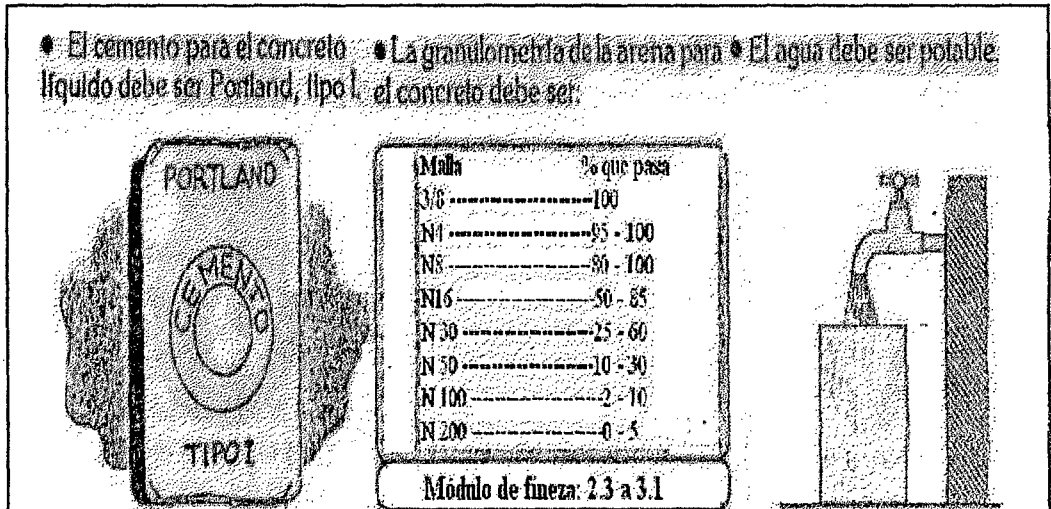 ● El cemento para el concreto
líquido debe ser Portland, tipo I.
● La granulometría de la arena para
el concreto debe ser:
● El agua debe ser potable.
PORTLAND
CEMENTO
TIPO I
Malla % que pasa
3/8 ---------------- 100
N4 ---------------- 95 - 100
N8 ---------------- 80 - 100
N16 ---------------- 50 - 85
N 30 ---------------- 25 - 60
N 50 ---------------- 10 - 30
N 100 ---------------- 2 - 10
N 200 ---------------- 0 - 5
Módulo de fineza: 2.3 a 3.1